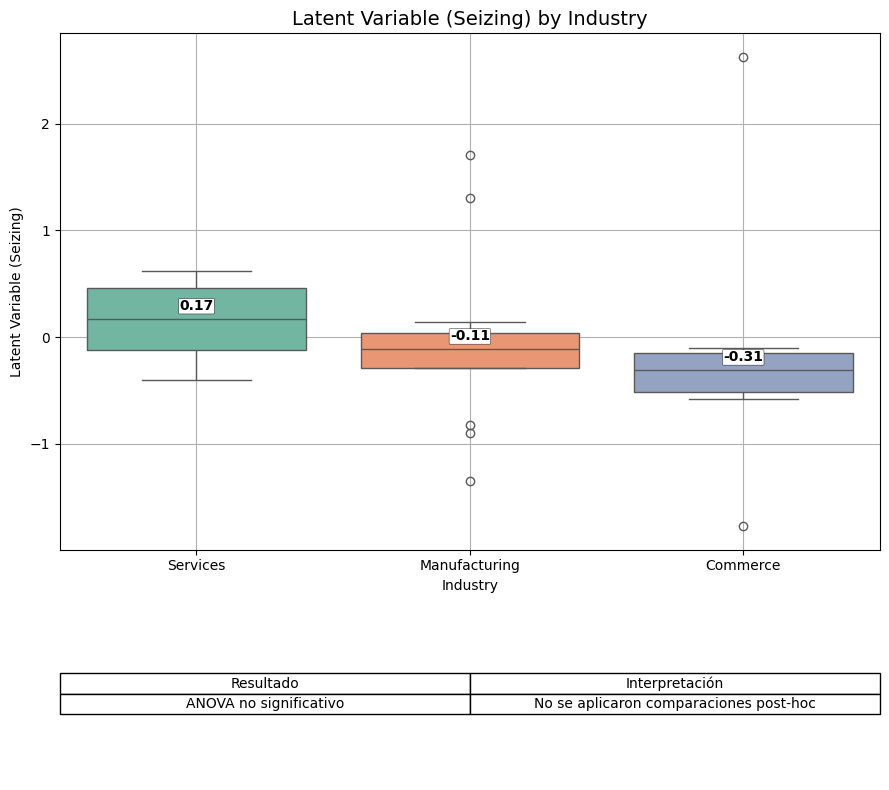 Latent Variable (Seizing) by Industry
Latent Variable (Seizing)
2
1
0
−1
0.17
-0.11
-0.31
Services
Manufacturing
Commerce
Industry
Resultado
Interpretación
ANOVA no significativo
No se aplicaron comparaciones post-hoc